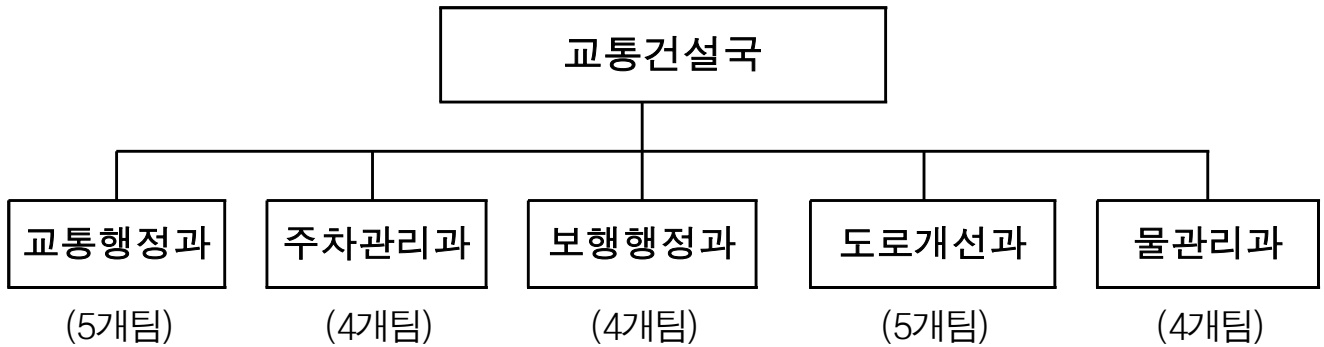 교통건설국
교통행정과 주차관리과 보행행정과 도로개선과 물관리과
(5개팀) (4개팀) (4개팀) (5개팀) (4개팀)